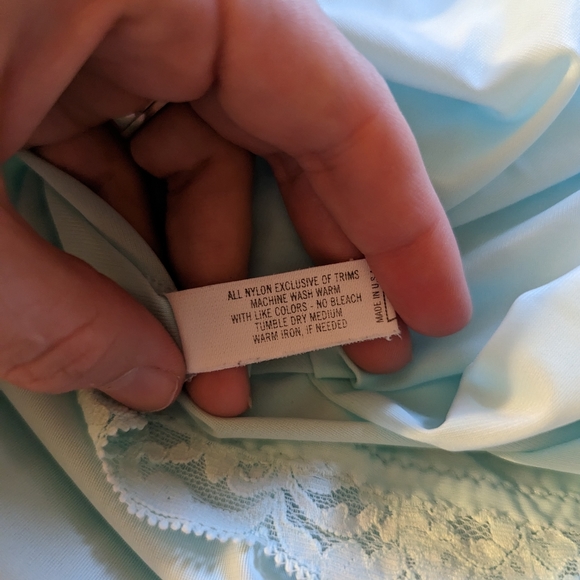 ALL NYLON EXCLUSIVE OF TRIMS
MACHINE WASH WARM
WITH LIKE COLORS - NO BLEACH
TUMBLE DRY MEDIUM
WARM IRON, IF NEEDED
MADE IN U.S.